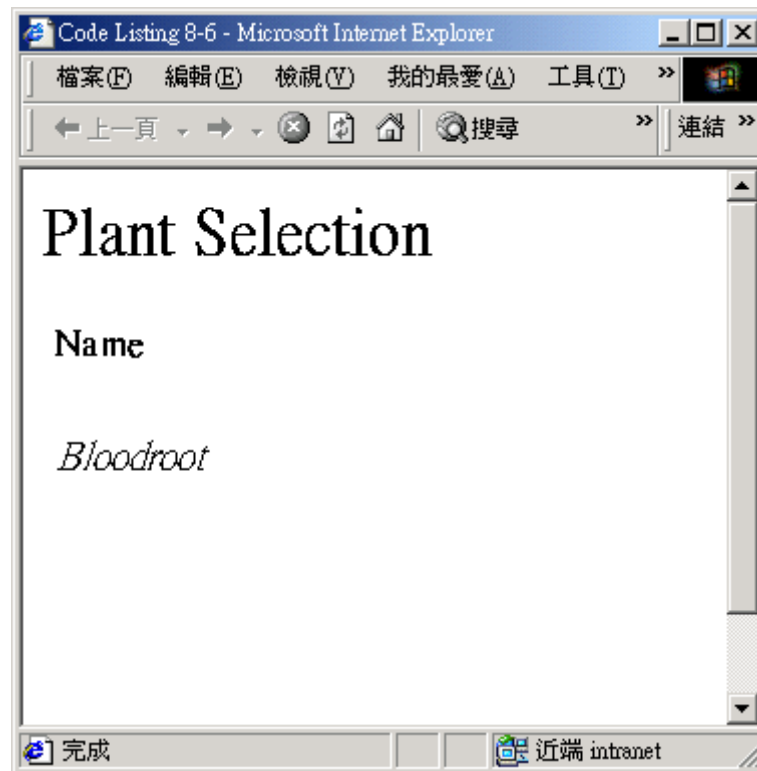 Code Listing 8-6 - Microsoft Internet Explorer
檔案(F) 編輯(E) 檢視(V) 我的最愛(A) 工具(T) »
上一頁 搜尋 » 連結 »
Plant Selection
Name
Bloodroot
完成 近端 intranet